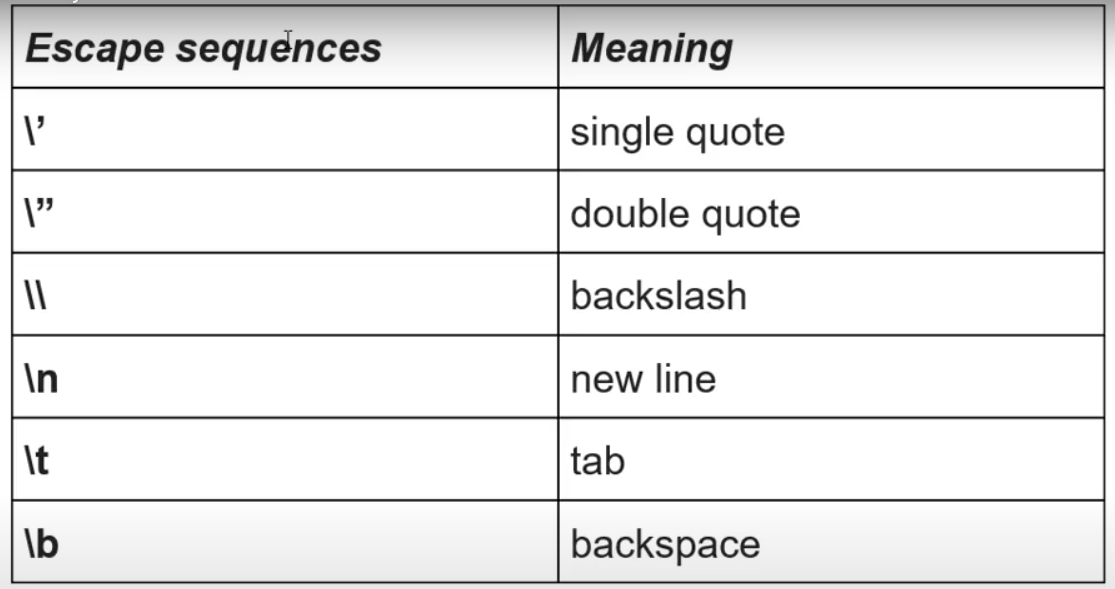 Escape sequences Meaning
\’ single quote
\” double quote
\\ backslash
\n new line
\t tab
\b backspace